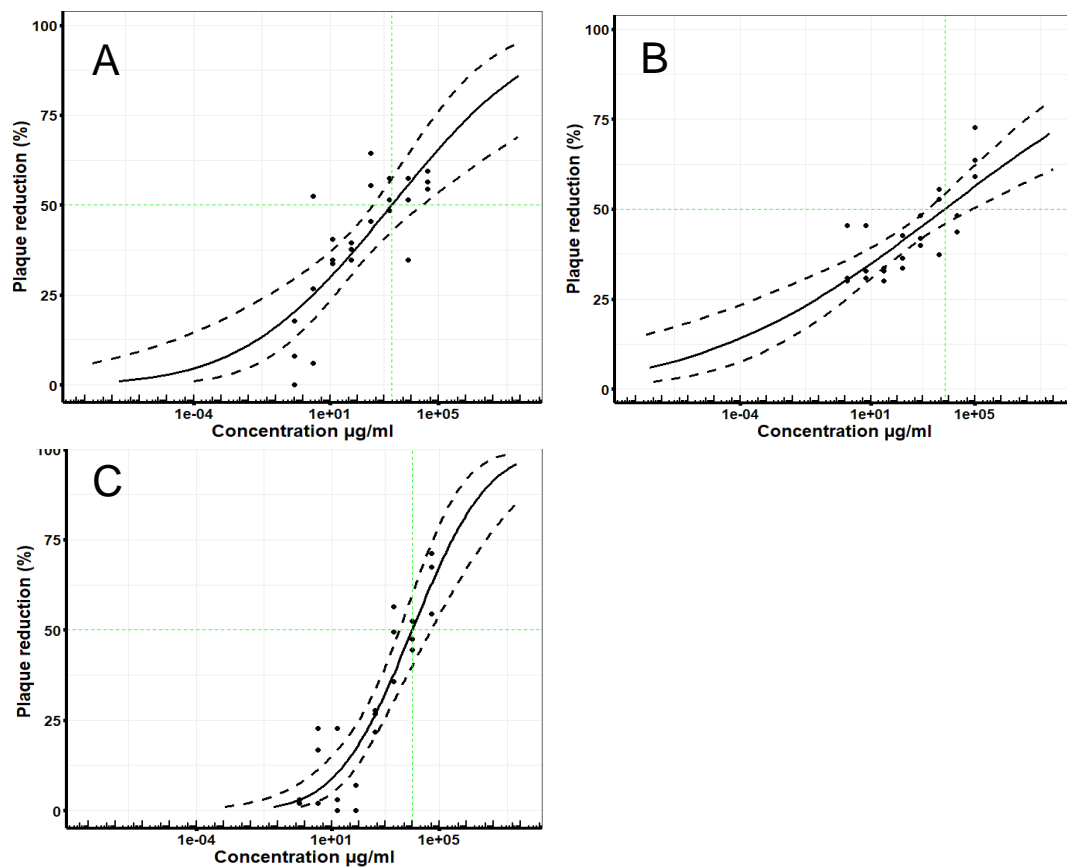 A
Plaque reduction (%)
100
75
50
25
0
1e-04 1e+01 1e+05
Concentration µg/ml
B
Plaque reduction (%)
100
75
50
25
0
1e-04 1e+01 1e+05
Concentration µg/ml
C
Plaque reduction (%)
100
75
50
25
0
1e-04 1e+01 1e+05
Concentration µg/ml